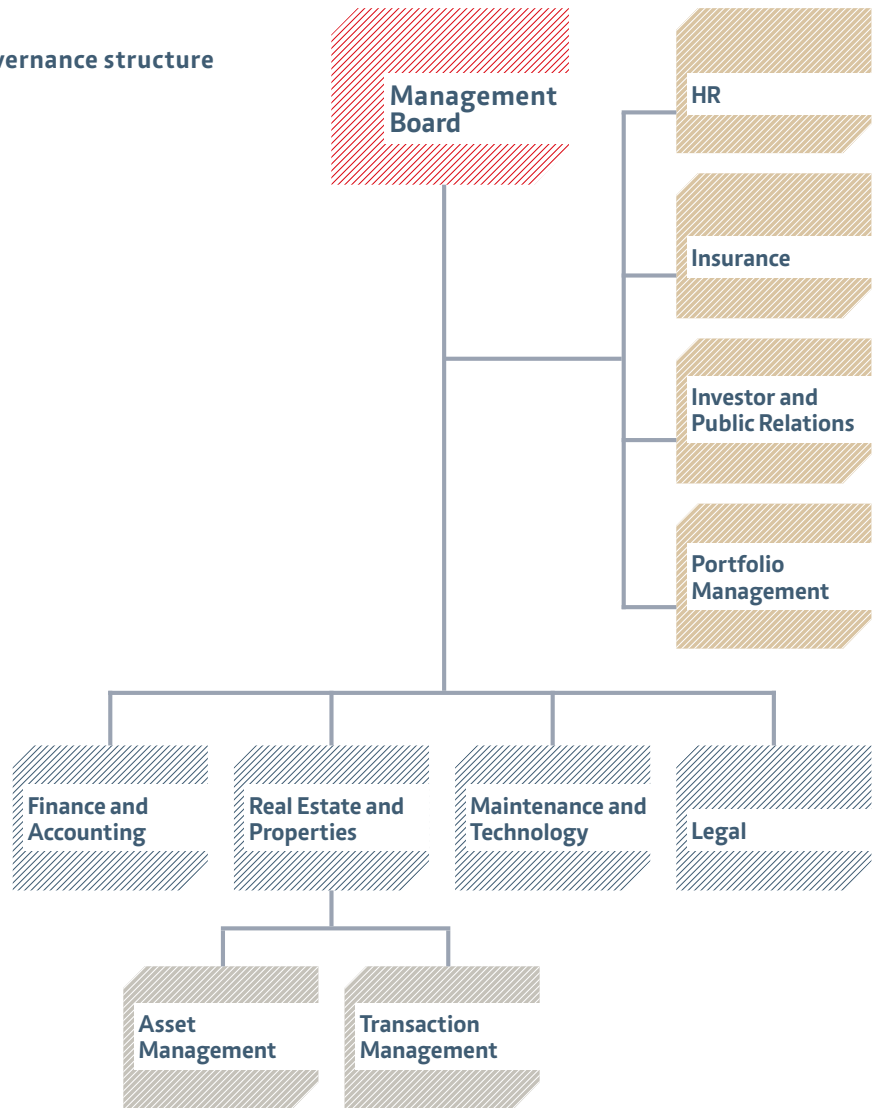 vernance structure
Management
Board
HR
Insurance
Investor and
Public Relations
Portfolio
Management
Finance and
Accounting
Real Estate and
Properties
Maintenance and
Technology
Legal
Asset
Management
Transaction
Management